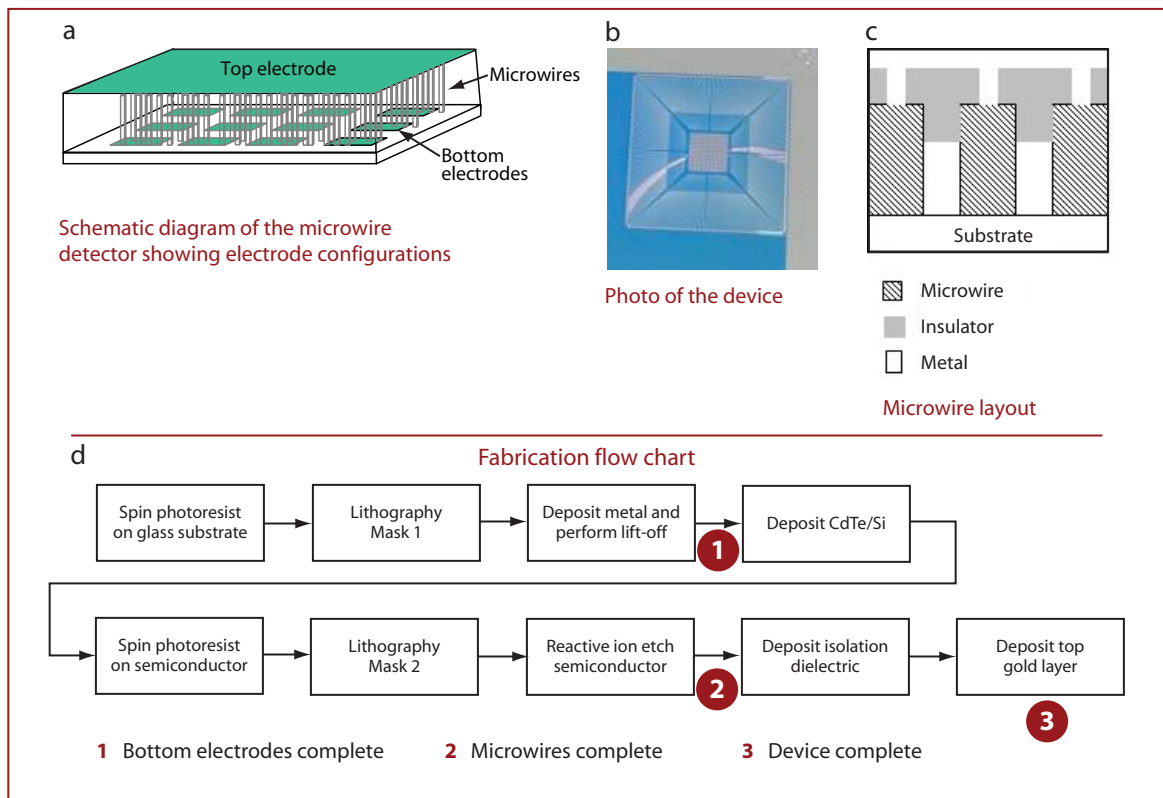 a
Top electrode
Microwires
Bottom
electrodes
Schematic diagram of the microwire
detector showing electrode configurations
b
Photo of the device
c
Substrate
Microwire
Insulator
Metal
Microwire layout
d
Fabrication flow chart
Spin photoresist
on glass substrate
Lithography
Mask 1
Deposit metal and
perform lift-off
1
Deposit CdTe/Si
Spin photoresist
on semiconductor
Lithography
Mask 2
Reactive ion etch
semiconductor
2
Deposit isolation
dielectric
Deposit top
gold layer
3
1 Bottom electrodes complete
2 Microwires complete
3 Device complete